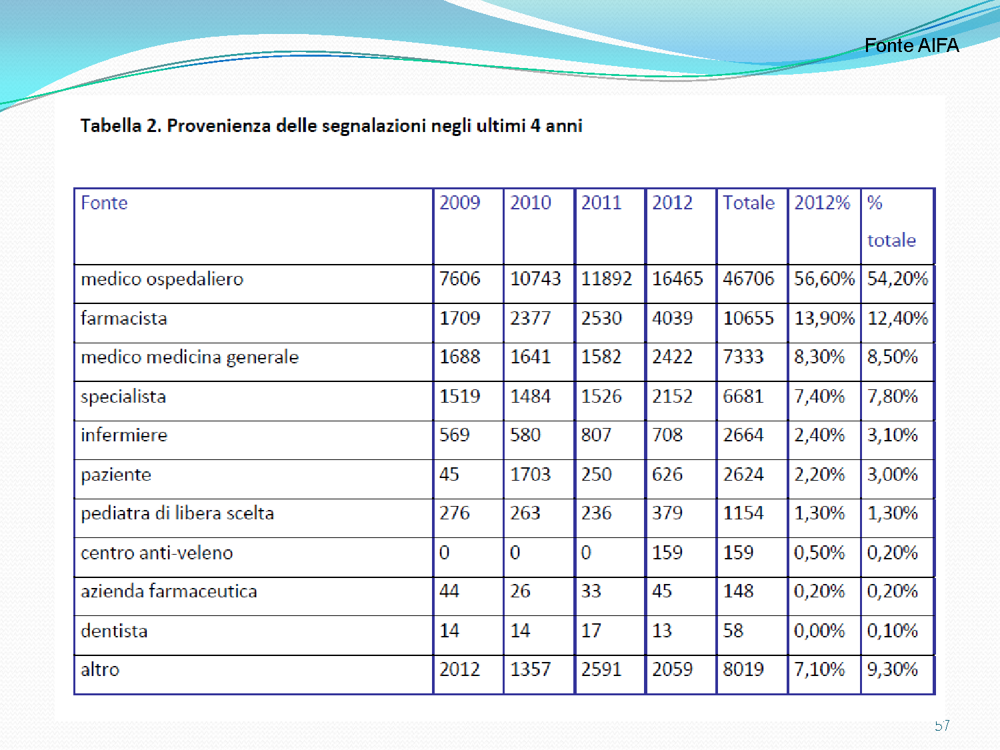 Fonte AIFA
Tabella 2. Provenienza delle segnalazioni negli ultimi 4 anni
Fonte 2009 2010 2011 2012 Totale 2012% %
totale
medico ospedaliero 7606 10743 11892 16465 46706 56,60% 54,20%
farmacista 1709 2377 2530 4039 10655 13,90% 12,40%
medico medicina generale 1688 1641 1582 2422 7333 8,30% 8,50%
specialista 1519 1484 1526 2152 6681 7,40% 7,80%
infermiere 569 580 807 708 2664 2,40% 3,10%
paziente 45 1703 250 626 2624 2,20% 3,00%
pediatra di libera scelta 276 263 236 379 1154 1,30% 1,30%
centro anti-veleno 0 0 0 159 159 0,50% 0,20%
azienda farmaceutica 44 26 33 45 148 0,20% 0,20%
dentista 14 14 17 13 58 0,00% 0,10%
altro 2012 1357 2591 2059 8019 7,10% 9,30%
57